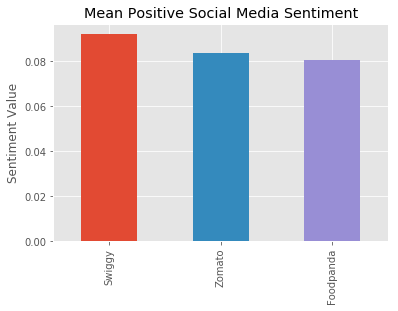 Mean Positive Social Media Sentiment
Sentiment Value
0.08
0.06
0.04
0.02
0.00
Swiggy
Zomato
Foodpanda